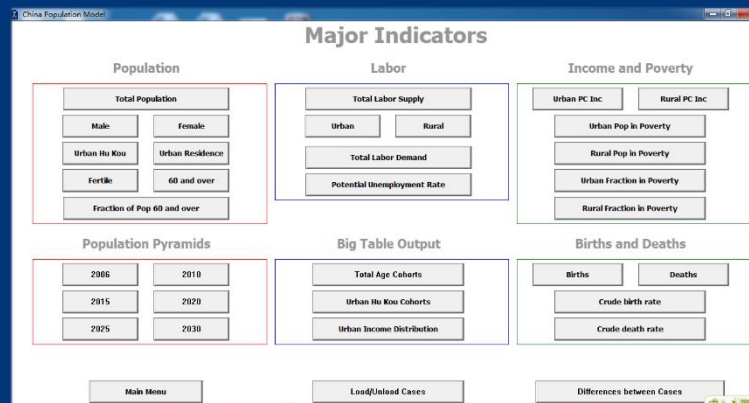 China Population Model
Major Indicators
Population
Labor
Income and Poverty
Total Population
Total Labor Supply
Urban PC Inc
Rural PC Inc
Male
Female
Urban
Rural
Urban Pop in Poverty
Urban Hu Kou
Urban Residence
Total Labor Demand
Rural Pop in Poverty
Fertile
60 and over
Potential Unemployment Rate
Urban Fraction in Poverty
Fraction of Pop 60 and over
Rural Fraction in Poverty
Population Pyramids
Big Table Output
Births and Deaths
2006
2010
Total Age Cohorts
Births
Deaths
2015
2020
Urban Hu Kou Cohorts
Crude birth rate
2025
2030
Urban Income Distribution
Crude death rate
Main Menu
Load/Unload Cases
Differences between Cases